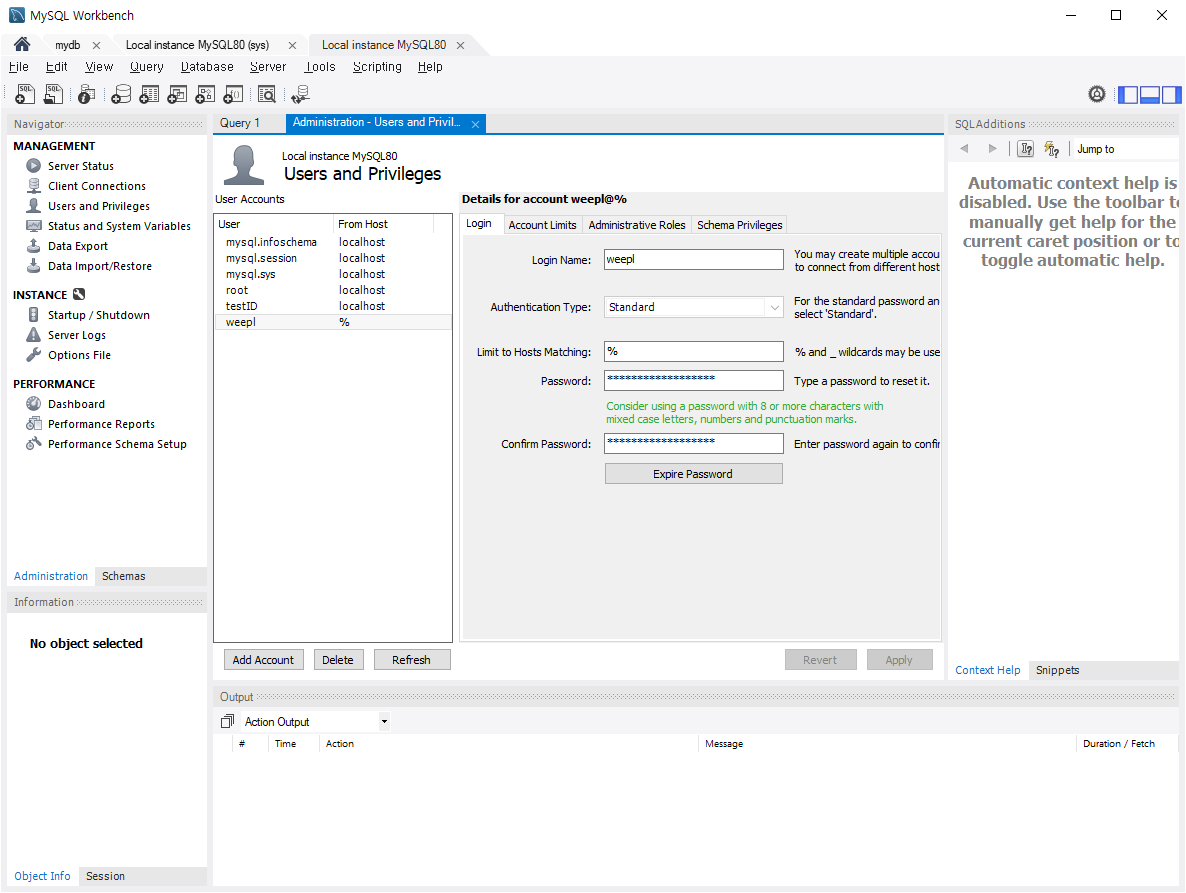 MySQL Workbench
mydb
Local instance MySQL80 (sys)
Local instance MySQL80
File Edit View Query Database Server Tools Scripting Help
Navigator
MANAGEMENT
Server Status
Client Connections
Users and Privileges
Status and System Variables
Data Export
Data Import/Restore
INSTANCE
Startup / Shutdown
Server Logs
Options File
PERFORMANCE
Dashboard
Performance Reports
Performance Schema Setup
Administration Schemas
Information
No object selected
Object Info Session
Query 1
Administration - Users and Privil...
Local instance MySQL80
Users and Privileges
User Accounts
User From Host
mysql.infoschema localhost
mysql.session localhost
mysql.sys localhost
root localhost
testID localhost
weepl %
Add Account Delete Refresh
Details for account weepl@%
Login Account Limits Administrative Roles Schema Privileges
Login Name: weepl
You may create multiple accou
to connect from different host
Authentication Type: Standard
For the standard password an
select 'Standard'.
Limit to Hosts Matching: % % and _ wildcards may be use
Password: ****************** Type a password to reset it.
Consider using a password with 8 or more characters with
mixed case letters, numbers and punctuation marks.
Confirm Password: ****************** Enter password again to confir
Expire Password
Revert Apply
SQLAdditions
Jump to
Automatic context help is
disabled. Use the toolbar to
manually get help for the
current caret position or to
toggle automatic help.
Context Help Snippets
Output
Action Output
# Time Action Message Duration / Fetch